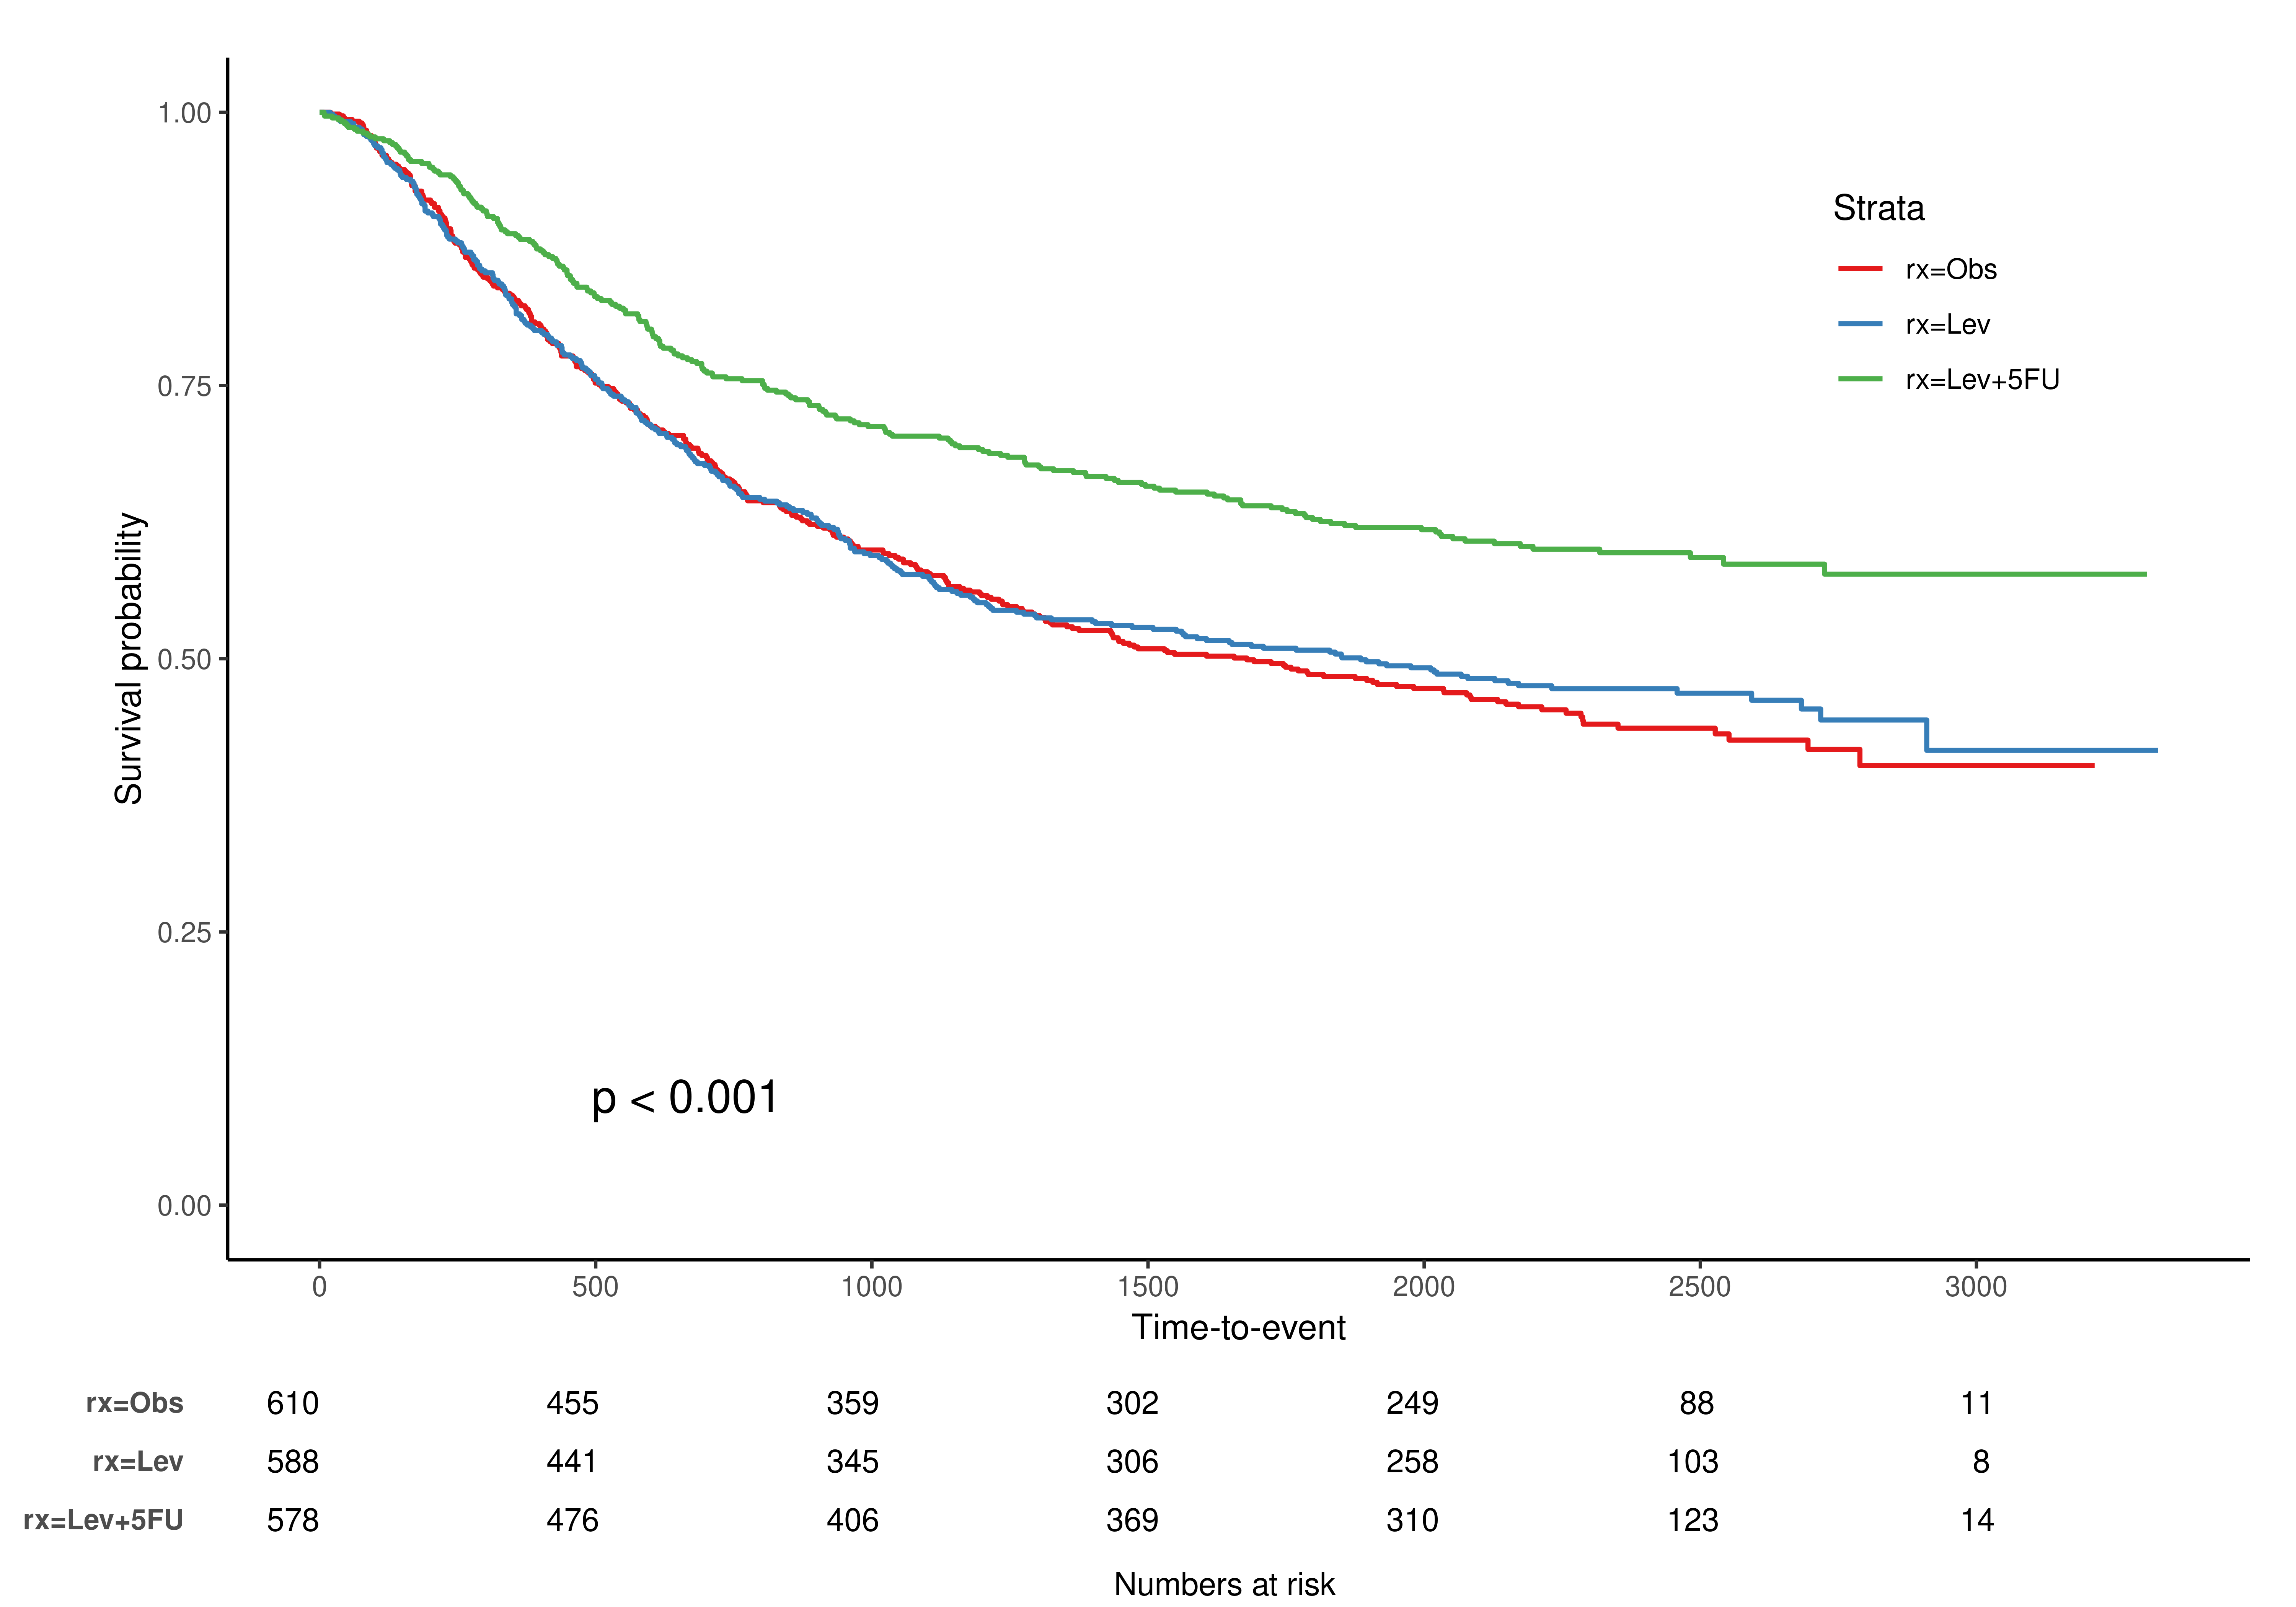 1.00
0.75
0.50
0.25
0.00
Survival probability
Strata
rx=Obs
rx=Lev
rx=Lev+5FU
p < 0.001
0 500 1000 1500 2000 2500 3000
Time-to-event
rx=Obs 610 455 359 302 249 88 11
rx=Lev 588 441 345 306 258 103 8
rx=Lev+5FU 578 476 406 369 310 123 14
Numbers at risk